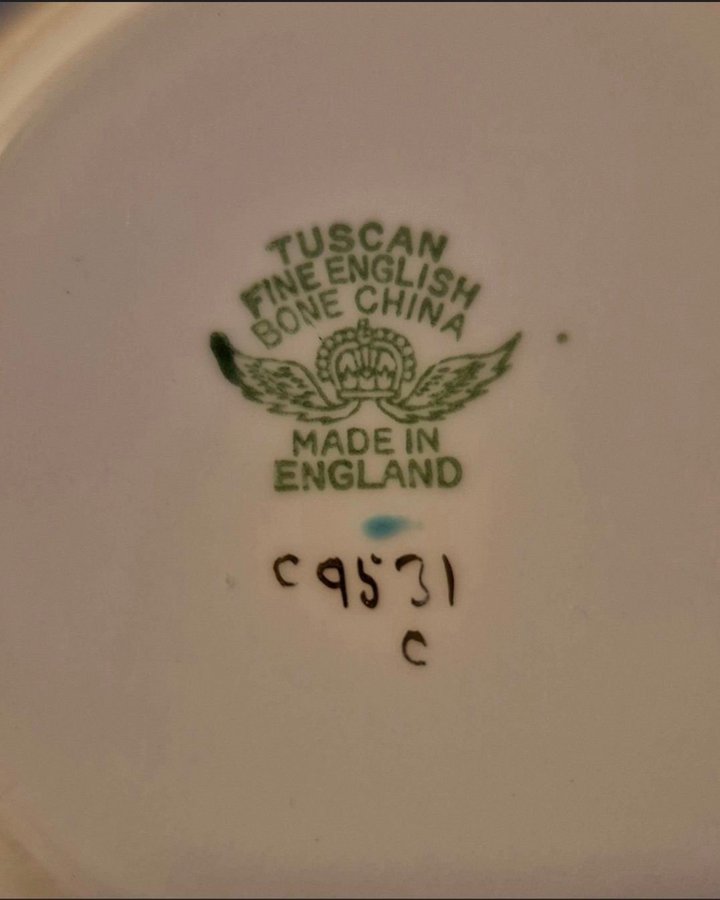 TUSCAN
FINE ENGLISH
BONE CHINA
MADE IN
ENGLAND
C9531
C